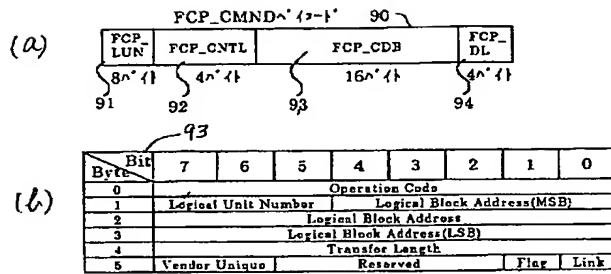 FCP_CMNDペイロード 90
(a)
FCP_LUN FCP_CNTL FCP_CDB FCP_DL
8バイト 4バイト 16バイト 4バイト
91 92 93 94
93
(b)
Byte Bit 7 6 5 4 3 2 1 0
0 Operation Code
1 Logical Unit Number Logical Block Address(MSB)
2 Logical Block Address
3 Logical Block Address(LSB)
4 Transfer Length
5 Vendor Unique Reserved Flag Link